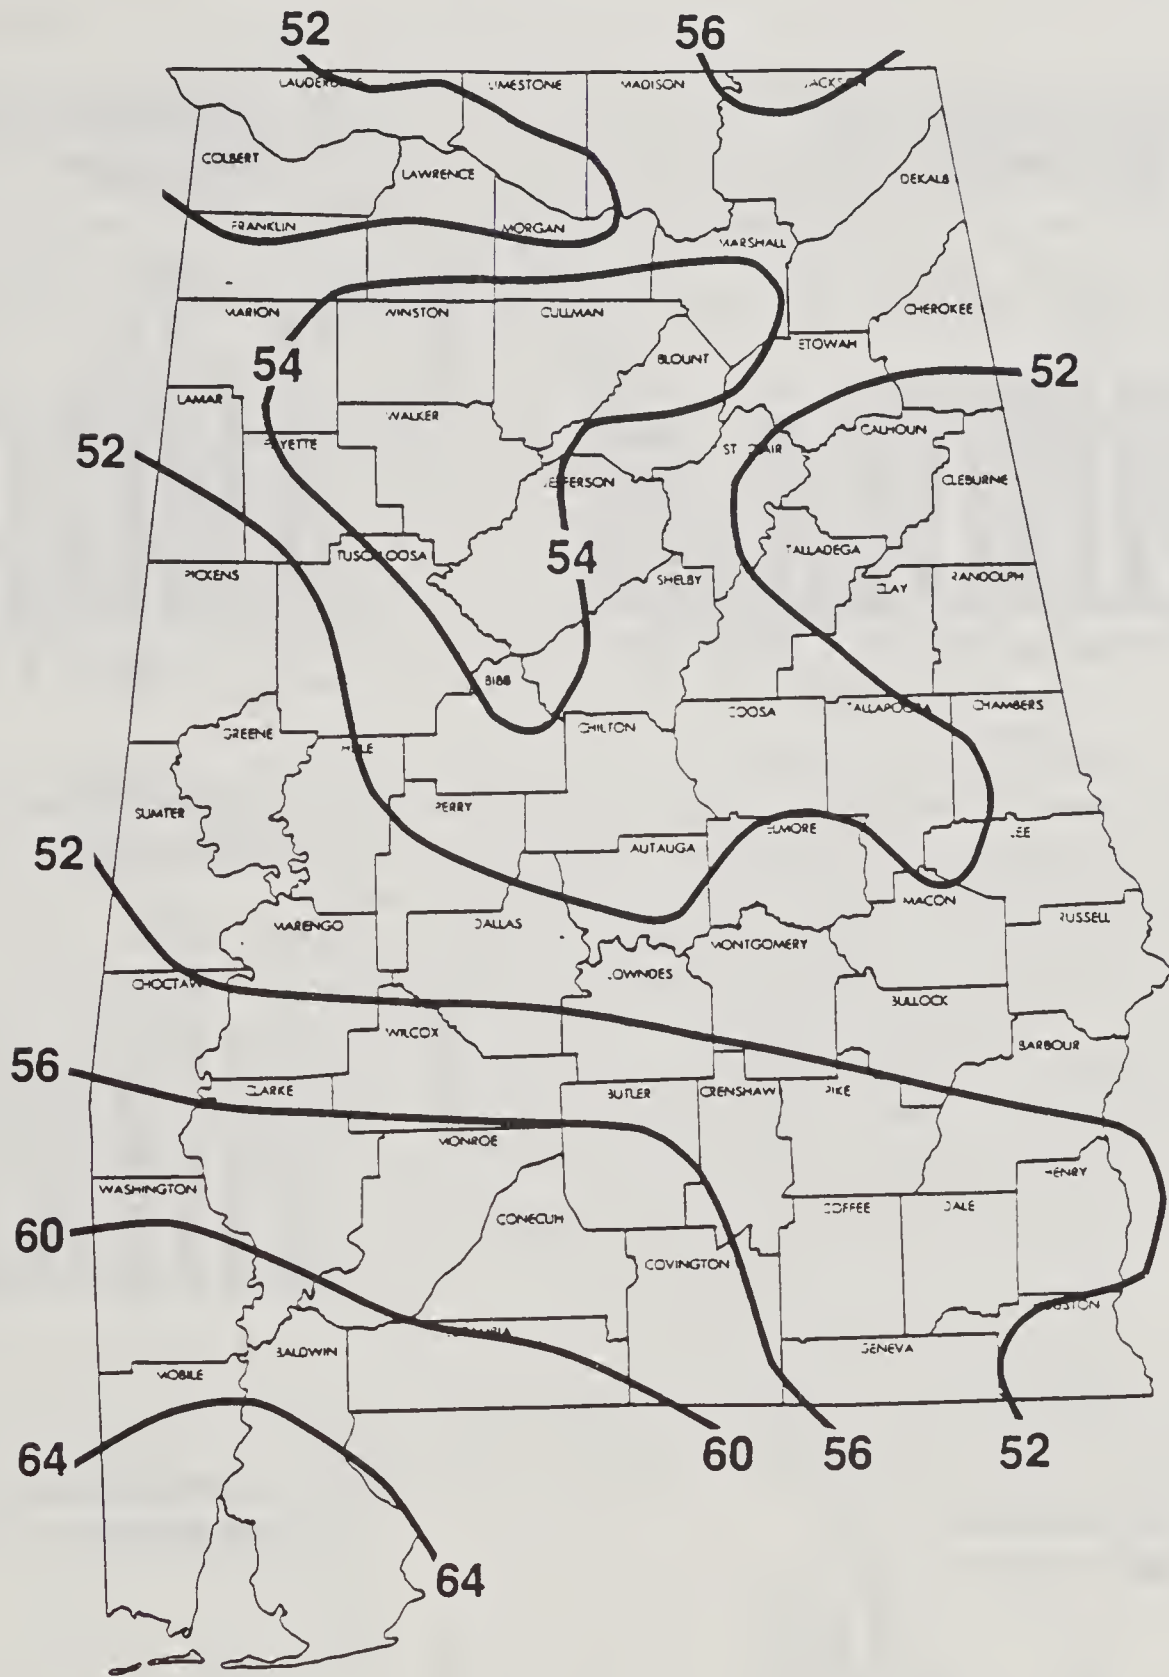 52
56
LAUDERDALE
LIMESTONE
MADISON
JACKSON
COLBERT
LAWRENCE
DEKALB
FRANKLIN
MORGAN
MARSHALL
MARION
WINSTON
CULLMAN
CHEROKEE
ETOWAH
54
BLOUNT
52
LAMAR
WALKER
CALHOUN
FAYETTE
ST. CLAIR
52
JEFFERSON
CLEBURNE
TUSCALOOSA
54
TALLADEGA
PICKENS
SHELBY
CLAY
RANDOLPH
BIBB
GREENE
HALE
CHILTON
COOSA
TALLAPOOSA
CHAMBERS
SUMTER
PERRY
ELMORE
LEE
52
AUTAUGA
MACON
MARENGO
DALLAS
MONTGOMERY
RUSSELL
CHOCTAW
LOWNDES
BULLOCK
WILCOX
BARBOUR
56
CLARKE
BUTLER
CRENSHAW
PIKE
MONROE
WASHINGTON
HENRY
60
CONECUH
COFFEE
DALE
COVINGTON
HOUSTON
ESCAMBIA
BALDWIN
GENEVA
MOBILE
64
60
56
52
64